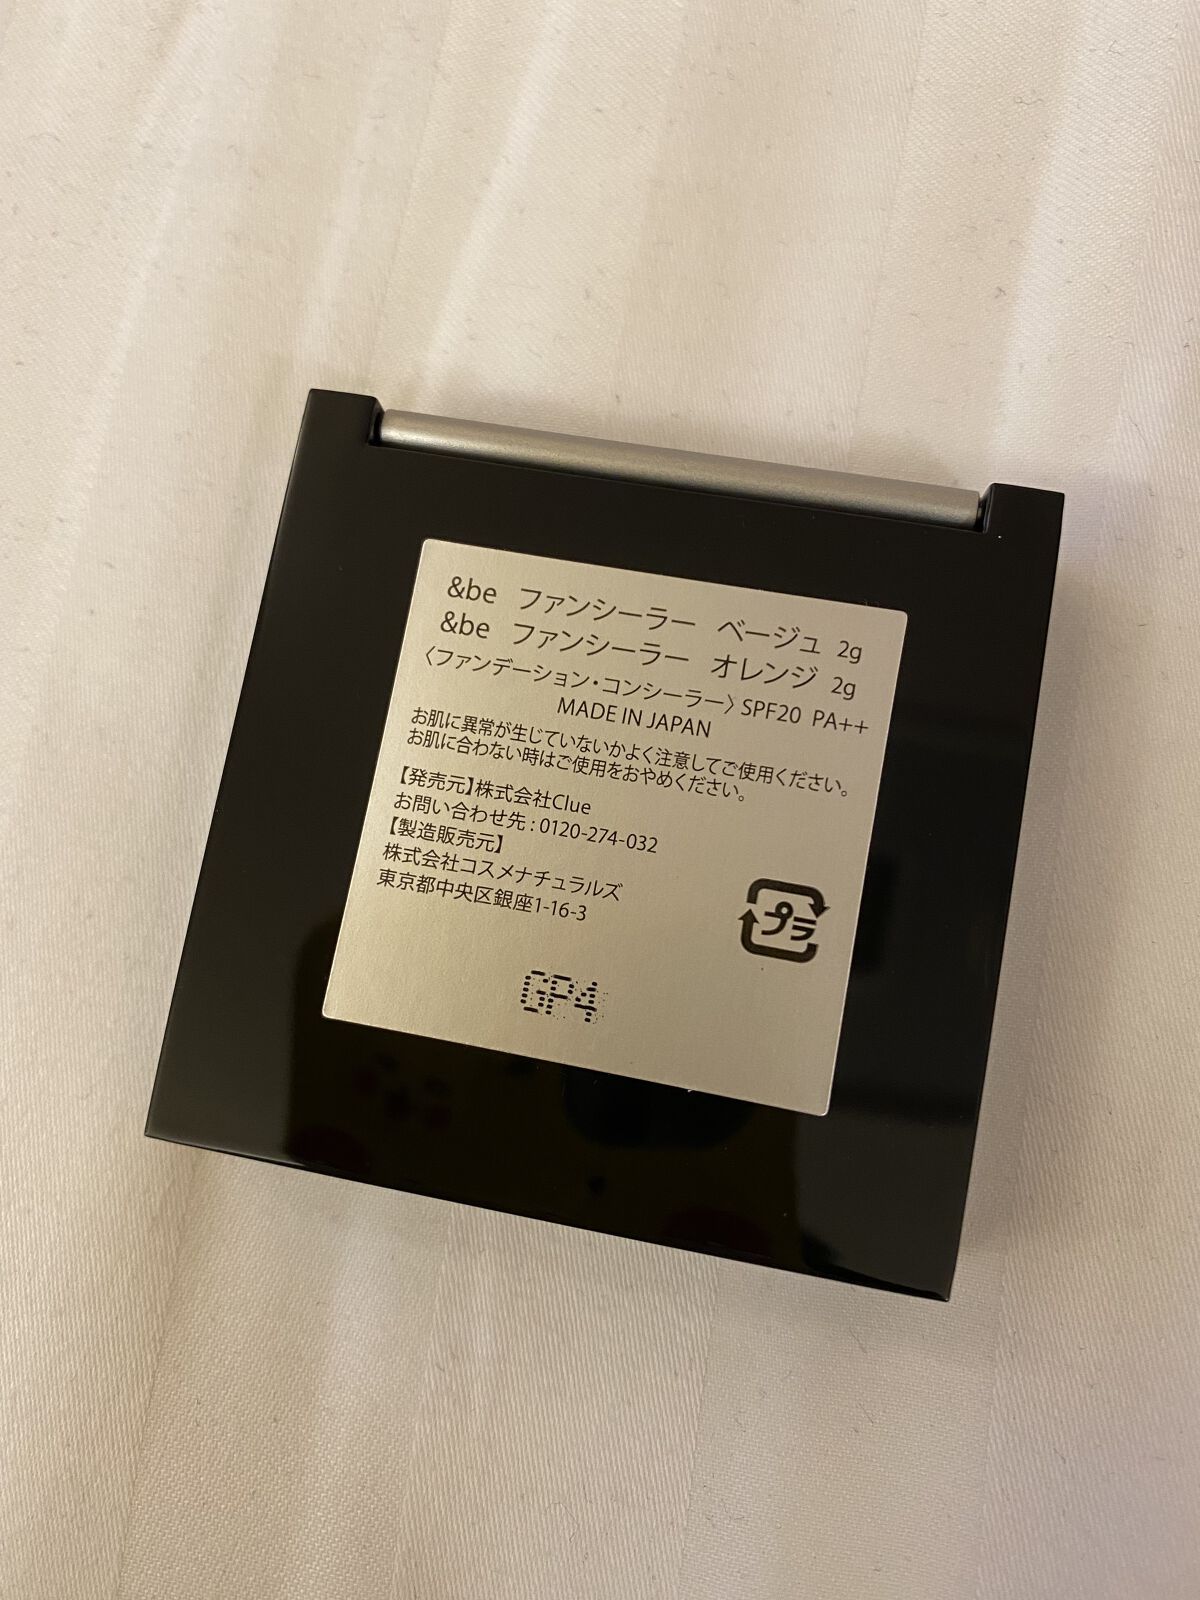 &be ファンシーラー ベージュ 2g
&be ファンシーラー オレンジ 2g
〈ファンデーション・コンシーラー〉SPF20 PA++
MADE IN JAPAN
お肌に異常が生じていないかよく注意してご使用ください。
お肌に合わない時はご使用をおやめください。
【発売元】株式会社Clue
お問い合わせ先：0120-274-032
【製造販売元】
株式会社コスメナチュラルズ
東京都中央区銀座1-16-3
プラ
GP4